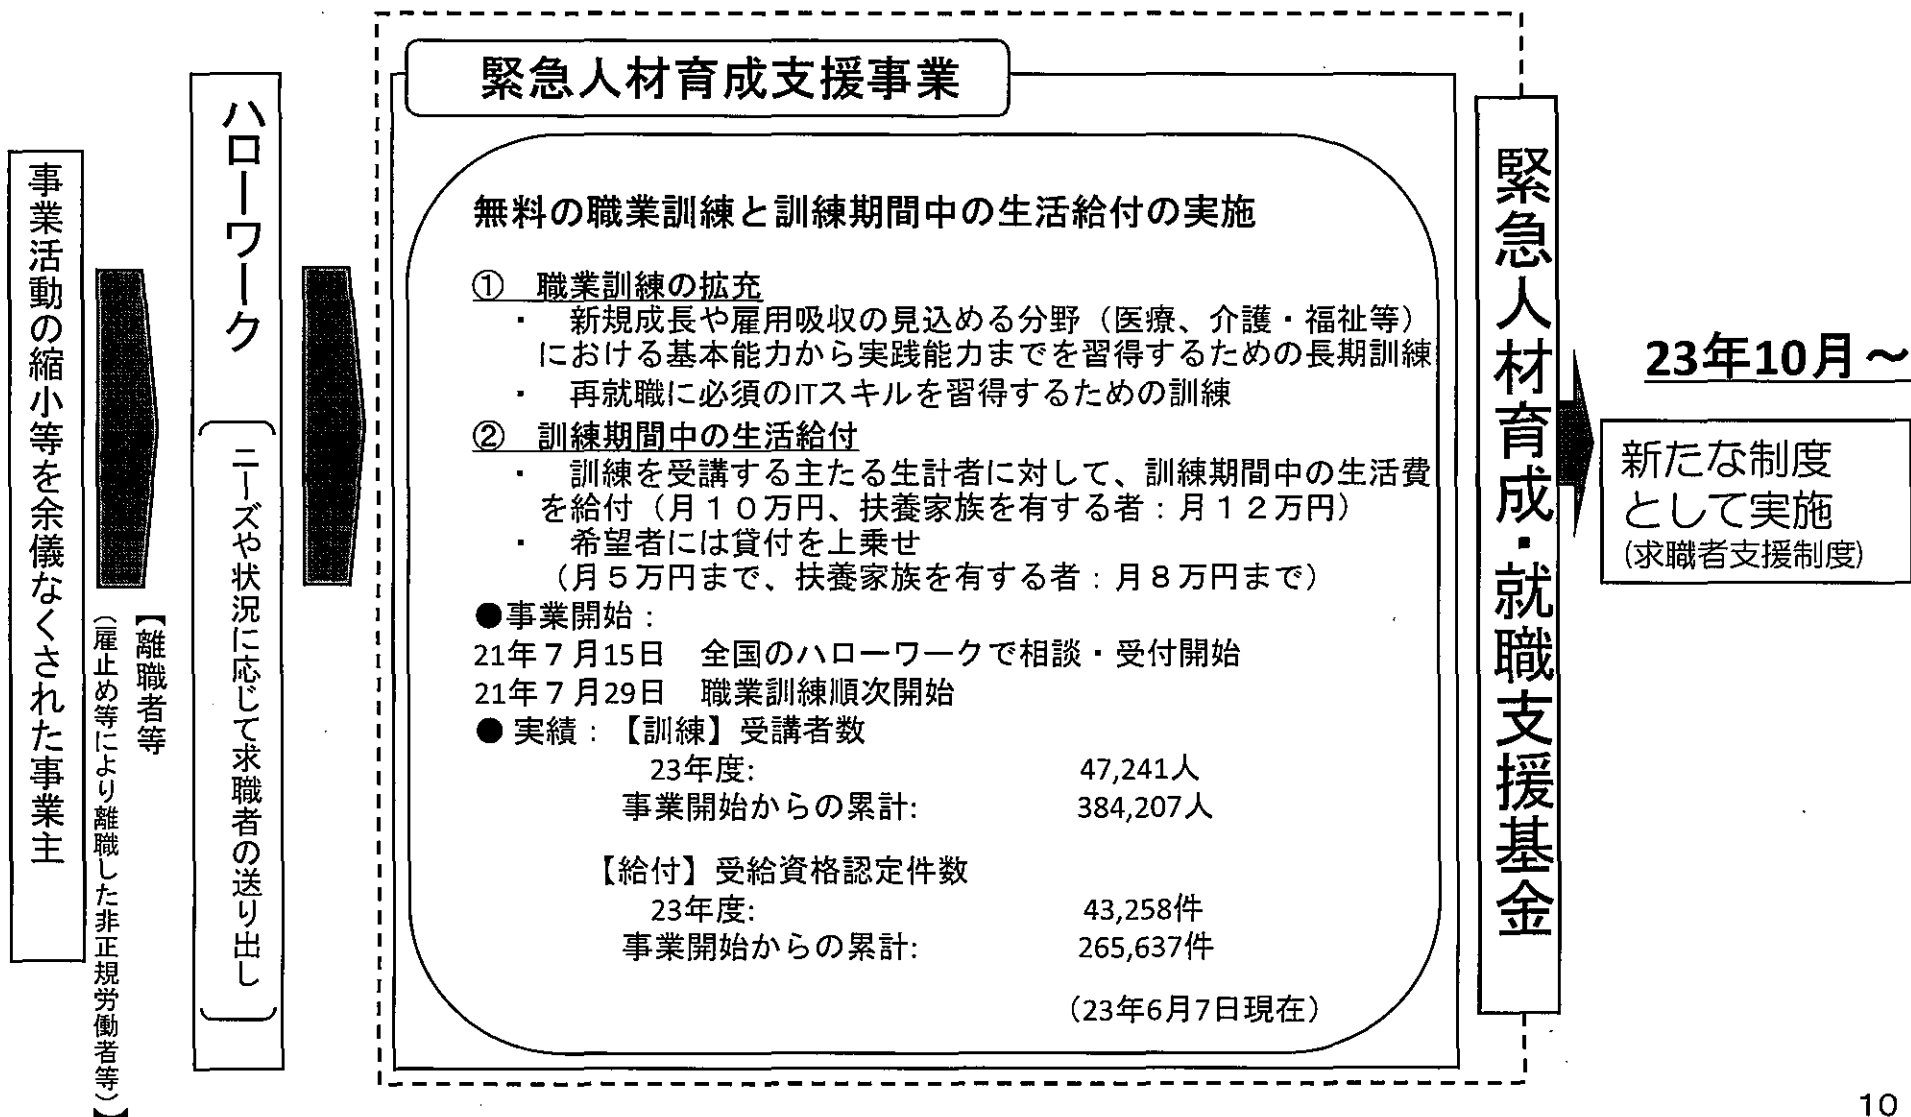 事業活動の縮小等を余儀なくされた事業主
【離職者等
（雇止め等により離職した非正規労働者等）】
ハローワーク
（ニーズや状況に応じて求職者の送り出し）
緊急人材育成支援事業
無料の職業訓練と訓練期間中の生活給付の実施
① 職業訓練の拡充
・ 新規成長や雇用吸収の見込める分野（医療、介護・福祉等）
における基本能力から実践能力までを習得するための長期訓練
・ 再就職に必須のITスキルを習得するための訓練
② 訓練期間中の生活給付
・ 訓練を受講する主たる生計者に対して、訓練期間中の生活費
を給付（月１０万円、扶養家族を有する者：月１２万円）
・ 希望者には貸付を上乗せ
（月５万円まで、扶養家族を有する者：月８万円まで）
●事業開始：
21年７月15日 全国のハローワークで相談・受付開始
21年７月29日 職業訓練順次開始
● 実績：【訓練】受講者数
23年度: 47,241人
事業開始からの累計: 384,207人
【給付】受給資格認定件数
23年度: 43,258件
事業開始からの累計: 265,637件
（23年6月7日現在）
緊急人材育成・就職支援基金
23年10月～
新たな制度
として実施
(求職者支援制度)
10